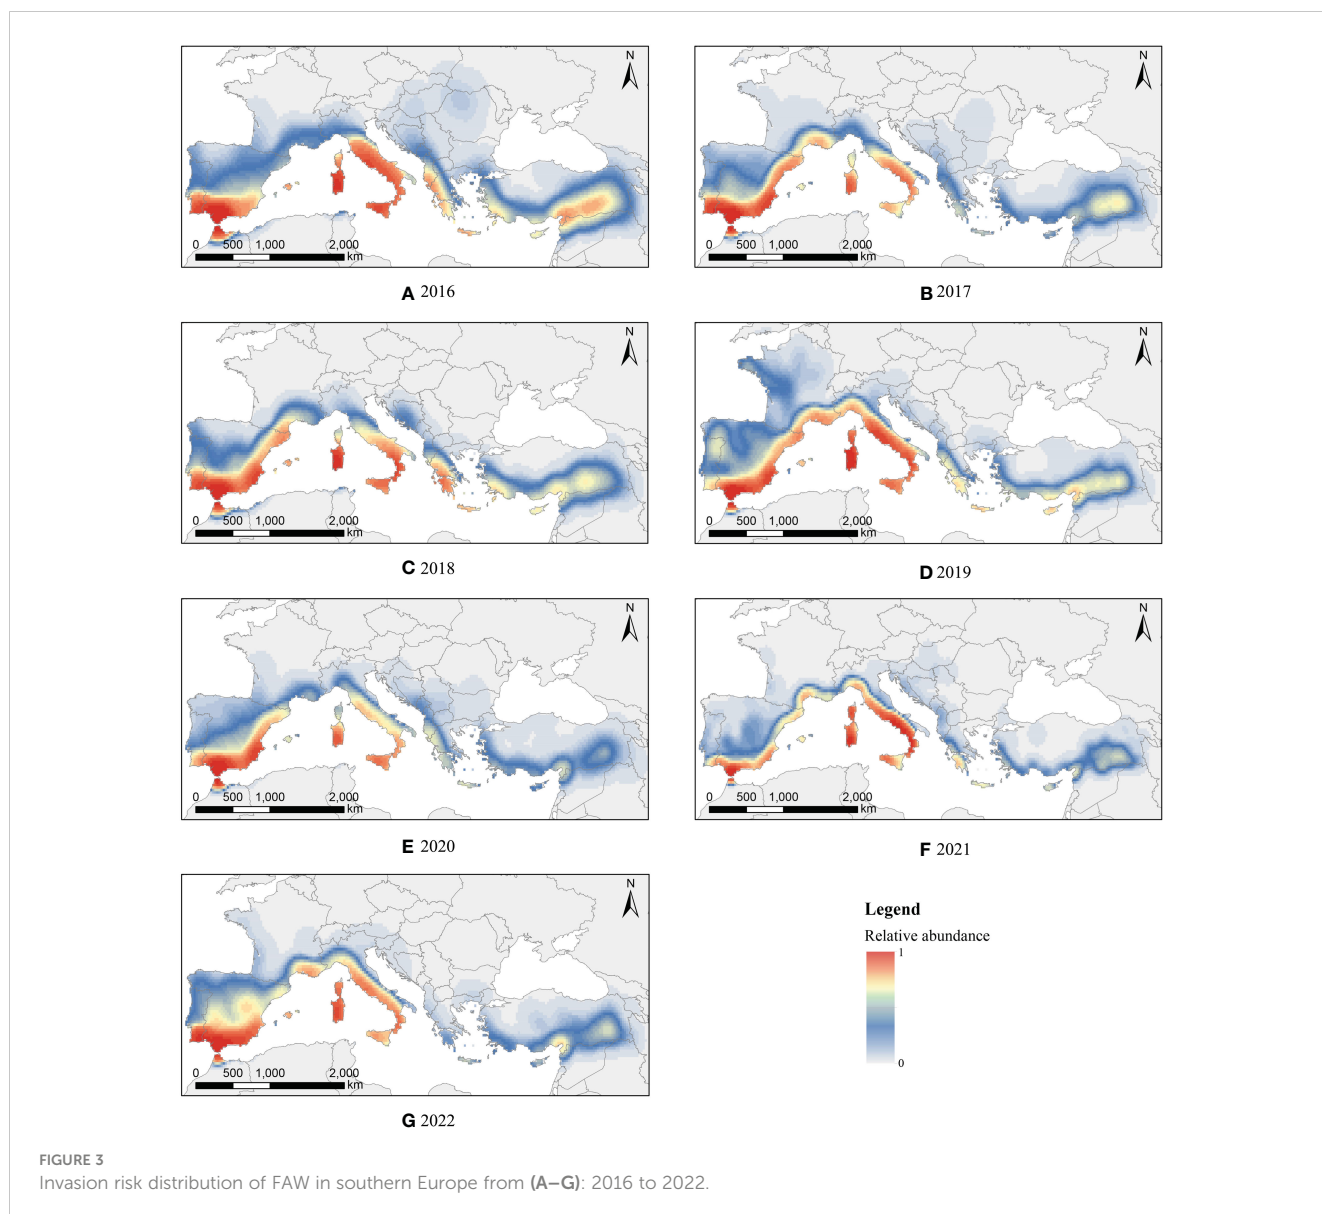 N
N
0 500 1,000 2,000
km
0 500 1,000 2,000
km
A 2016
B 2017
N
N
0 500 1,000 2,000
km
0 500 1,000 2,000
km
C 2018
D 2019
N
N
0 500 1,000 2,000
km
0 500 1,000 2,000
km
E 2020
F 2021
N
Legend
Relative abundance
1
0
0 500 1,000 2,000
km
G 2022
FIGURE 3
Invasion risk distribution of FAW in southern Europe from (A–G): 2016 to 2022.